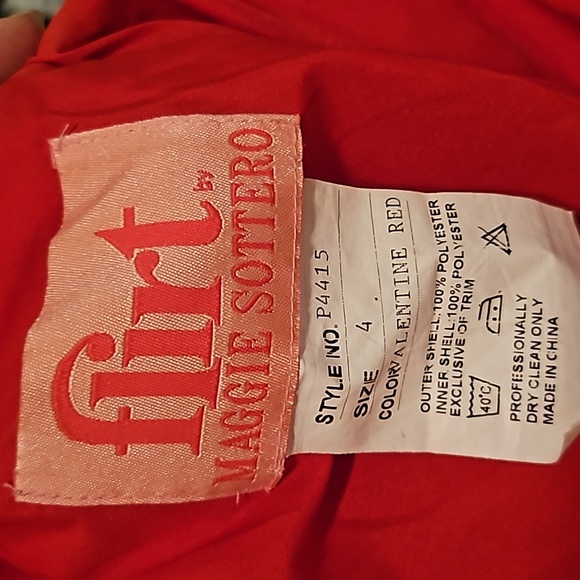 flirt
by
MAGGIE SOTTERO
STYLE NO. P4415
SIZE 4
COLOR VALENTINE RED
OUTER SHELL:100% POLYESTER
INNER SHELL:100% POLYESTER
EXCLUSIVE OF TRIM
40°C
PROFESSIONALLY
DRY CLEAN ONLY
MADE IN CHINA